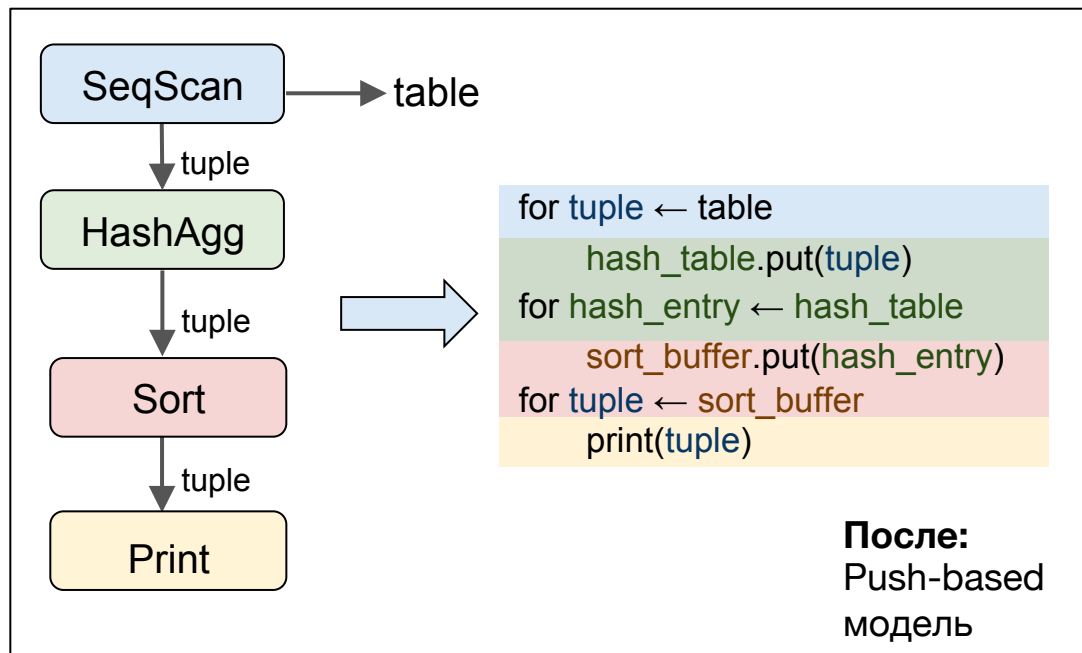 SeqScan
table
tuple
HashAgg
tuple
Sort
tuple
Print
for tuple ← table
hash_table.put(tuple)
for hash_entry ← hash_table
sort_buffer.put(hash_entry)
for tuple ← sort_buffer
print(tuple)
После:
Push-based
модель